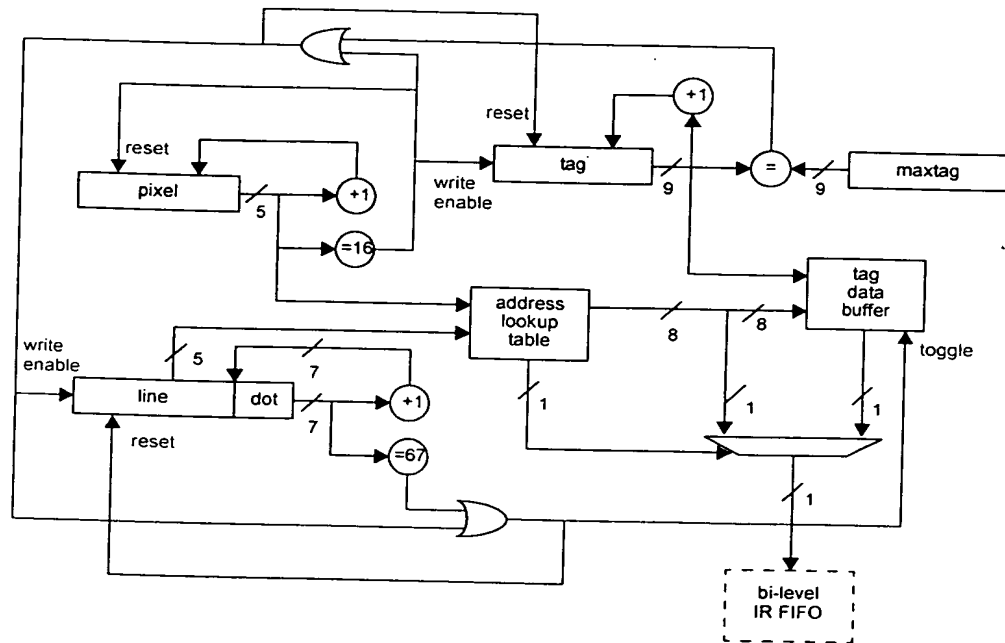 +1
reset
reset
tag
=
maxtag
9
9
pixel
+1
write
enable
5
=16
address
lookup
table
tag
data
buffer
8
8
write
enable
5
7
toggle
line
dot
+1
1
1
1
7
reset
=67
1
bi-level
IR FIFO